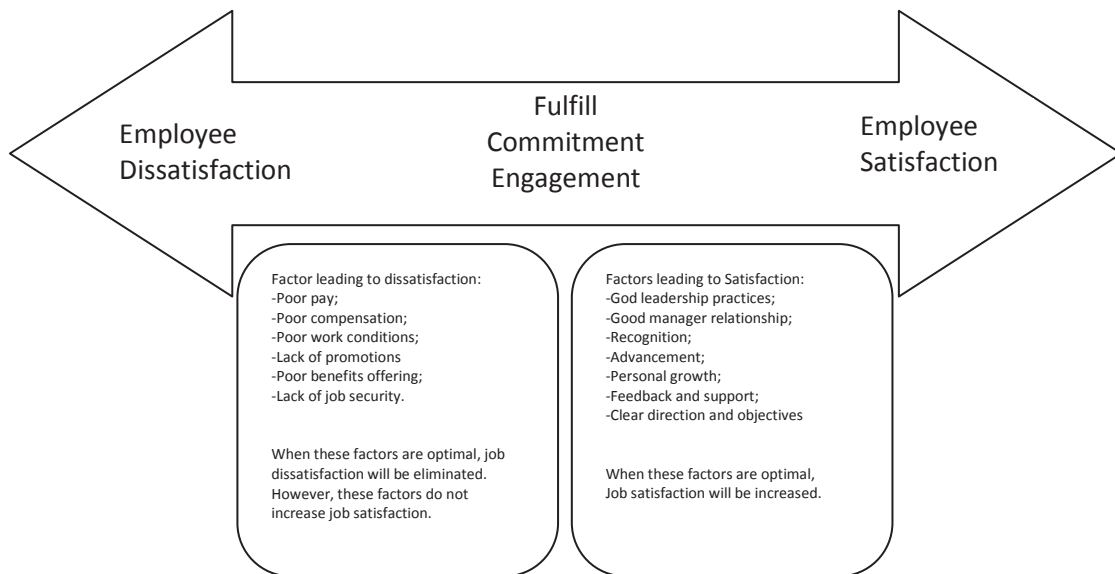 Employee
Dissatisfaction
Fulfill
Commitment
Engagement
Employee
Satisfaction
Factor leading to dissatisfaction:
-Poor pay;
-Poor compensation;
-Poor work conditions;
-Lack of promotions
-Poor benefits offering;
-Lack of job security.
When these factors are optimal, job
dissatisfaction will be eliminated.
However, these factors do not
increase job satisfaction.
Factors leading to Satisfaction:
-God leadership practices;
-Good manager relationship;
-Recognition;
-Advancement;
-Personal growth;
-Feedback and support;
-Clear direction and objectives
When these factors are optimal,
Job satisfaction will be increased.